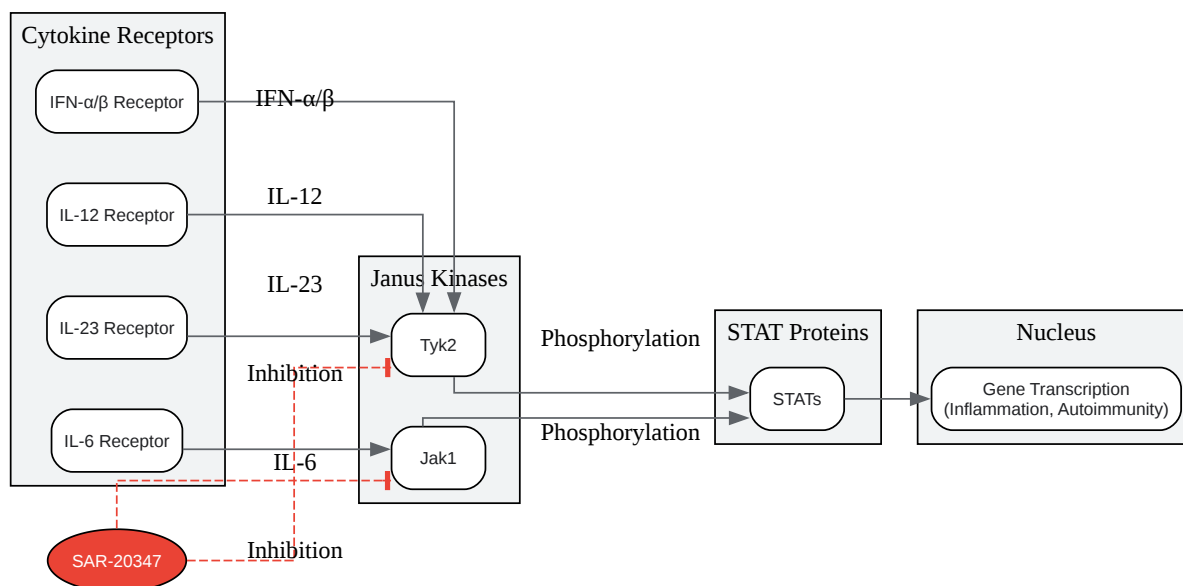 Cytokine Receptors
IFN-α/β Receptor
IFN-α/β
IL-12 Receptor
IL-12
IL-23 Receptor
IL-23
IL-6 Receptor
IL-6
Janus Kinases
Tyk2
Jak1
Inhibition
Inhibition
SAR-20347
Phosphorylation
Phosphorylation
STAT Proteins
STATs
Nucleus
Gene Transcription
(Inflammation, Autoimmunity)